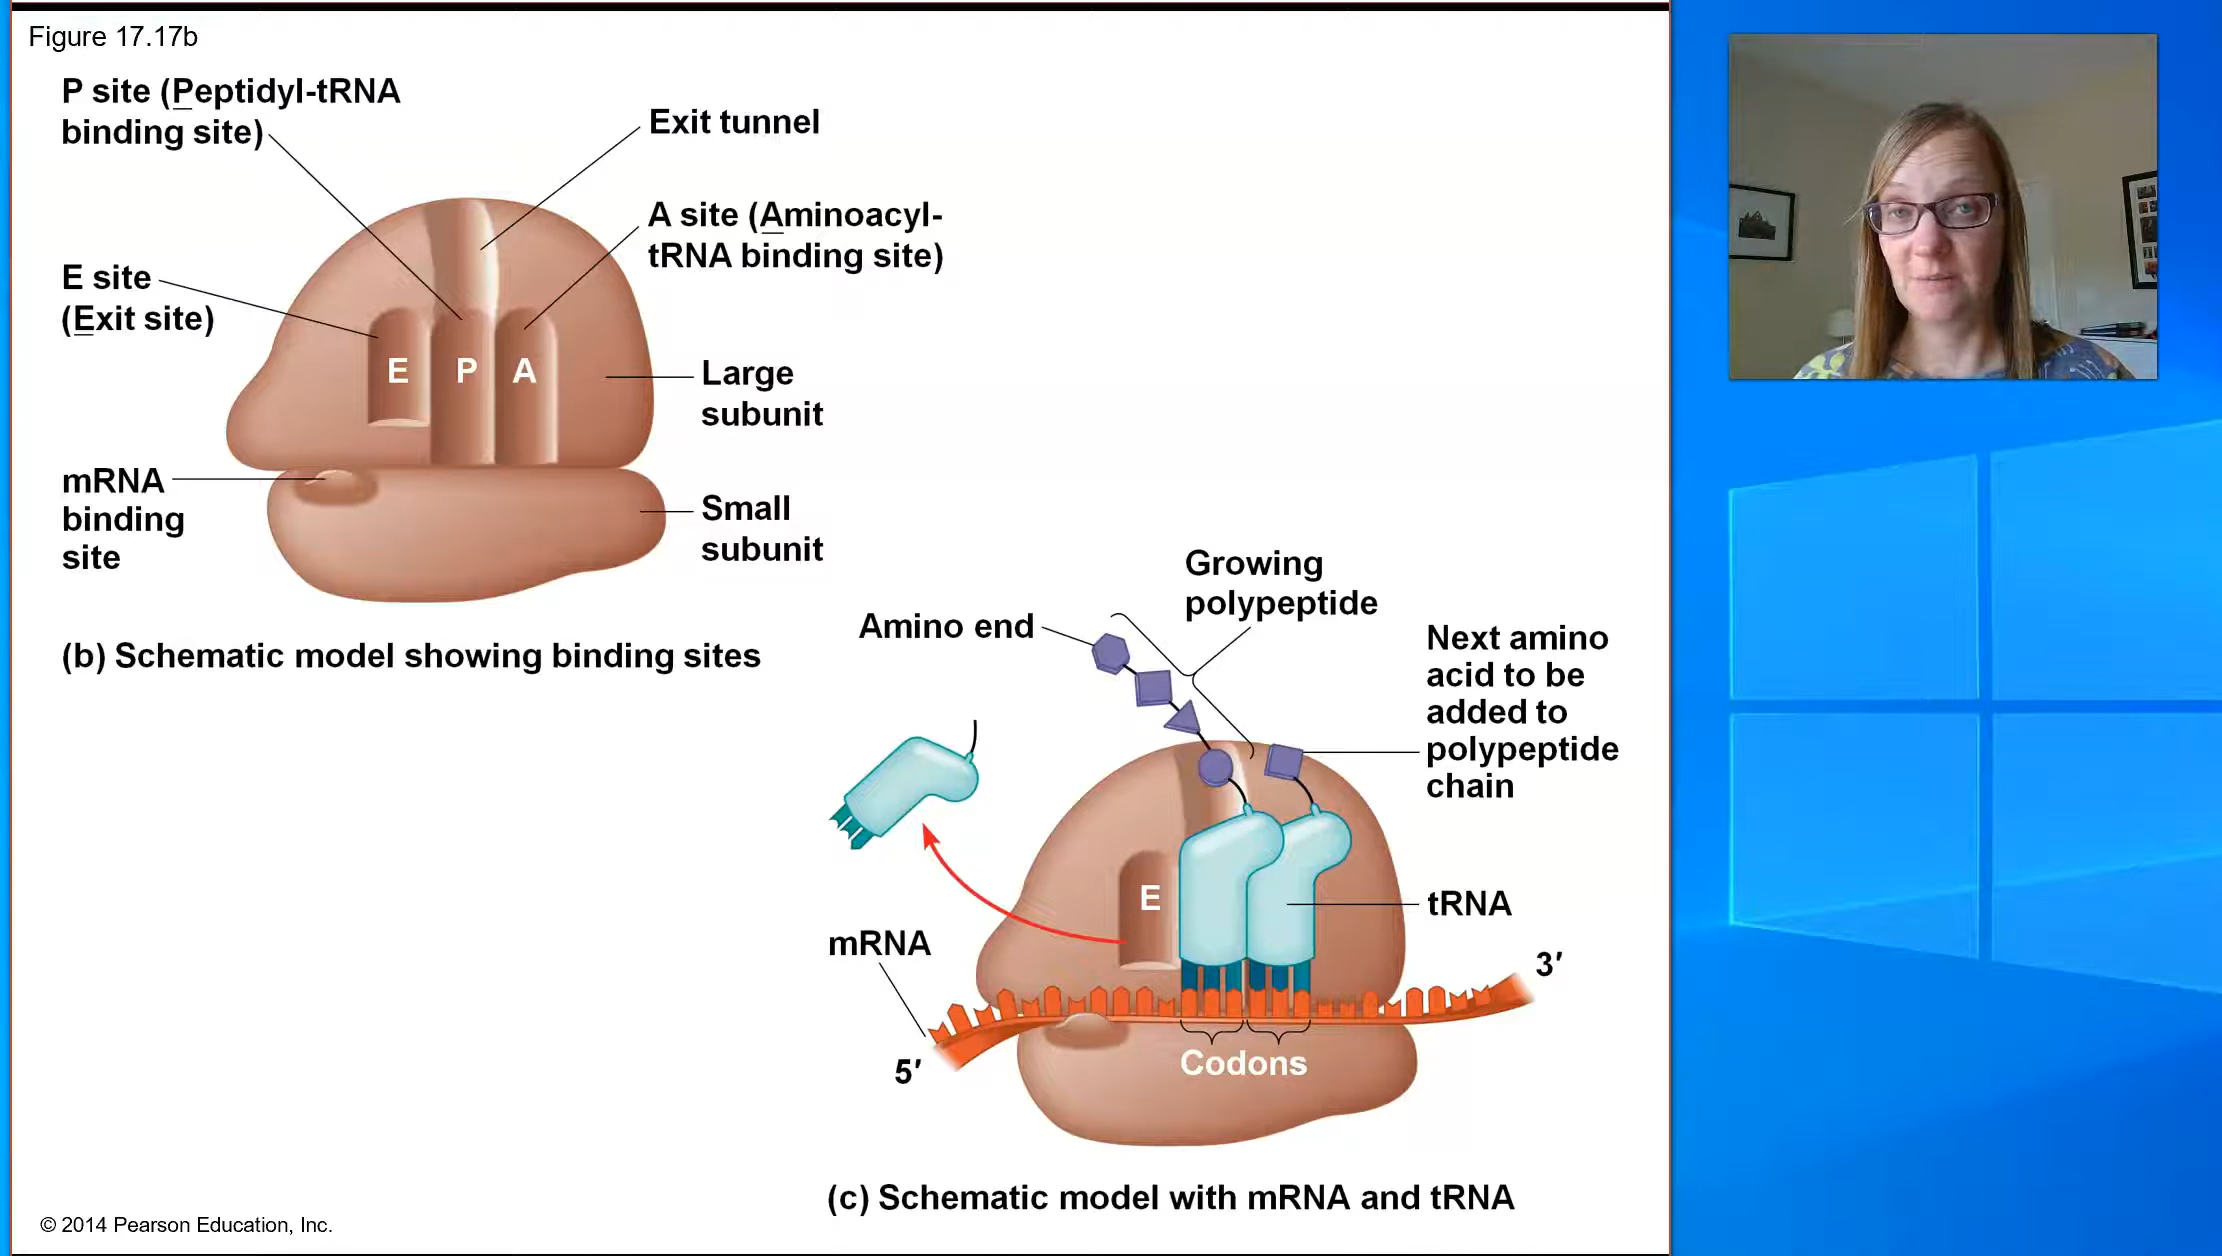 Figure 17.17b
P site (Peptidyl-tRNA
binding site)
Exit tunnel
A site (Aminoacyl-
tRNA binding site)
E site
(Exit site)
E
P
A
Large
subunit
mRNA
binding
site
Small
subunit
(b) Schematic model showing binding sites
Growing
polypeptide
Amino end
Next amino
acid to be
added to
polypeptide
chain
E
tRNA
mRNA
3′
5′
Codons
(c) Schematic model with mRNA and tRNA
© 2014 Pearson Education, Inc.